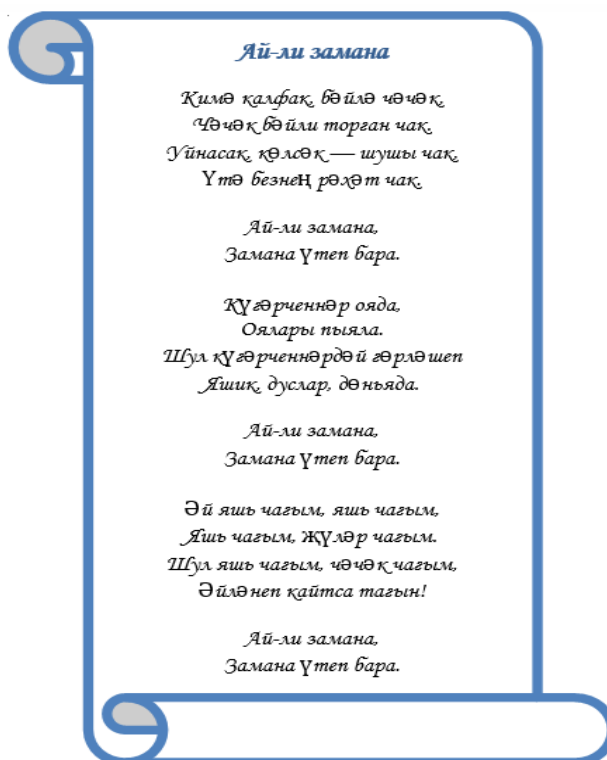 Ай-ли замана
Кимә калфак, бәйлә чәчәк,
Чәчәк бәйли торган чак.
Уйнасак, көлсәк — шушы чак,
Үтә безнең рәхәт чак.
Ай-ли замана,
Замана үтеп бара.
Күгәрченнәр ояда,
Оялары пыяла.
Шул күгәрченнәрдәй гөрләшеп
Яшик, дуслар, дөньяда.
Ай-ли замана,
Замана үтеп бара.
Әй яшь чагым, яшь чагым,
Яшь чагым, җүләр чагым.
Шул яшь чагым, чәчәк чагым,
Әйләнеп кайтса тагын!
Ай-ли замана,
Замана үтеп бара.